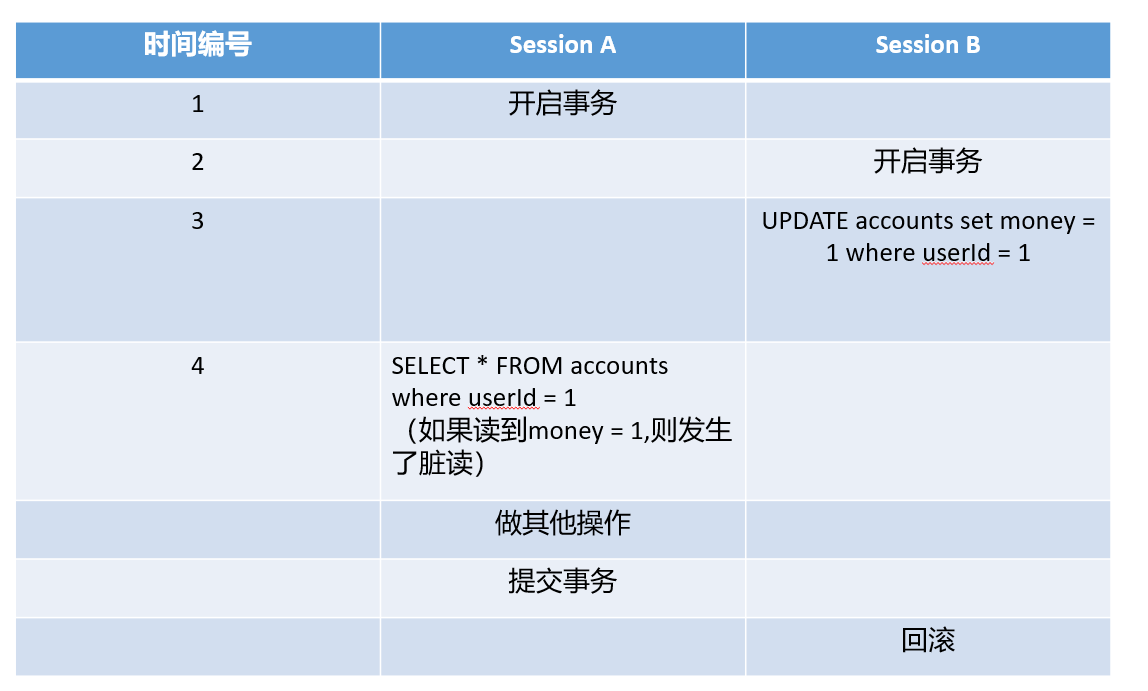 时间编号 Session A Session B
1 开启事务
2 开启事务
3 UPDATE accounts set money =
1 where userId = 1
4 SELECT * FROM accounts
where userId = 1
（如果读到money = 1,则发生
了脏读）
做其他操作
提交事务
回滚